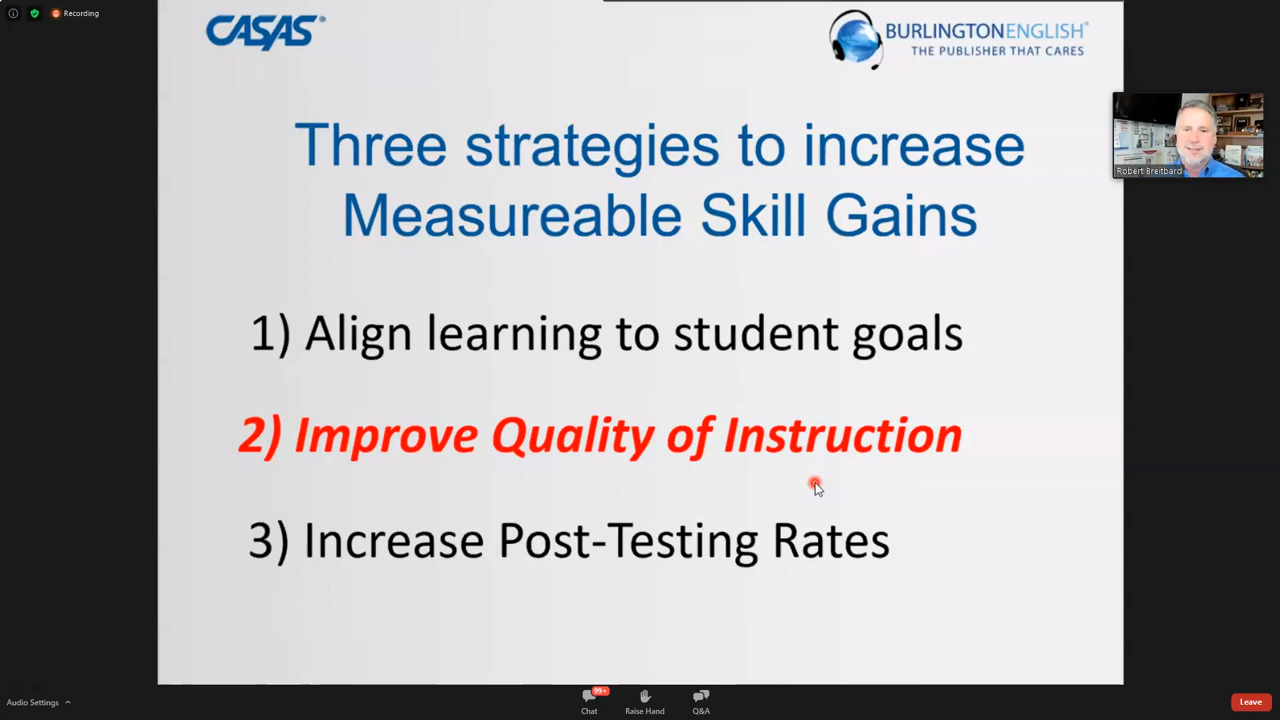 Recording
CASAS
BURLINGTONENGLISH®
THE PUBLISHER THAT CARES
Robert Breitbard
Three strategies to increase
Measureable Skill Gains
1) Align learning to student goals
2) Improve Quality of Instruction
3) Increase Post-Testing Rates
Audio Settings
99+
Chat
Raise Hand
Q&A
Leave